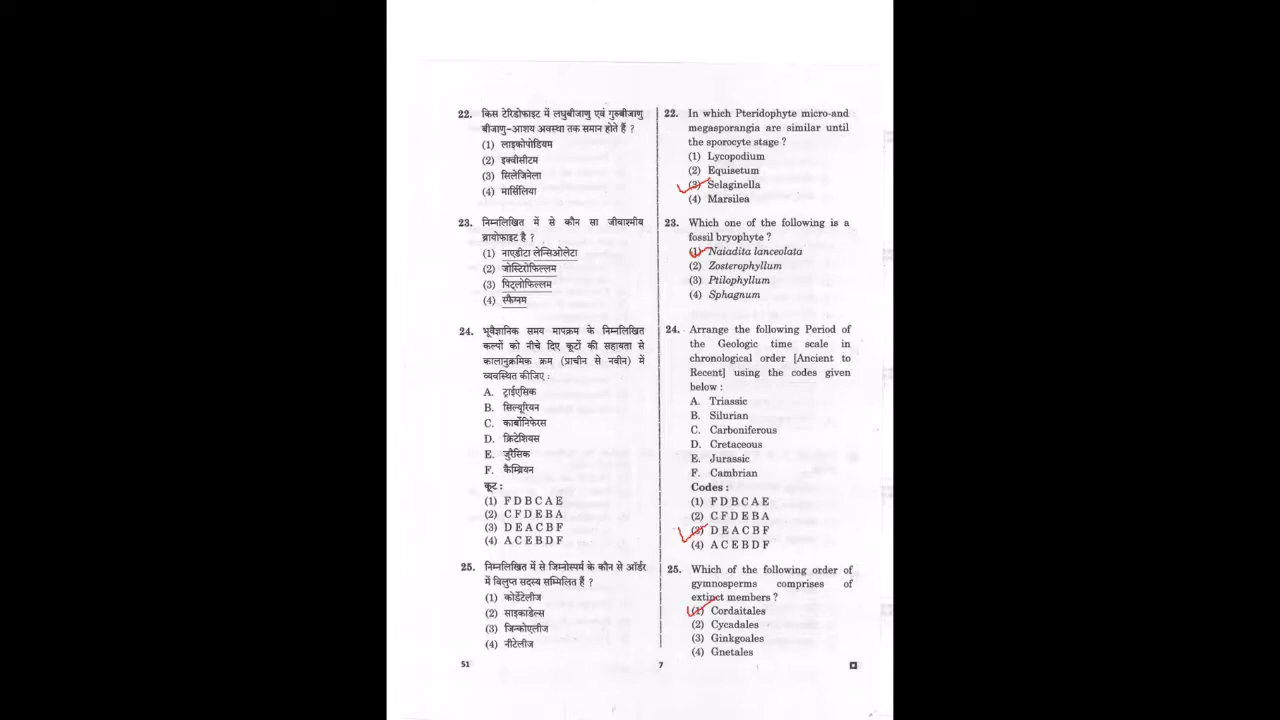 22. किस टेरिडोफाइट में लघुबीजाणु एवं गुरुबीजाणु
बीजाणु-आशय अवस्था तक समान होते हैं ?
(1) लाइकोपोडियम
(2) इक्वीसीटम
(3) सिलेजिनेला
(4) मार्सिलिया
23. निम्नलिखित में से कौन सा जीवाश्मीय
ब्रायोफाइट है ?
(1) नाएडीटा लेन्सिओलेटा
(2) जोस्टिरोफिल्लम
(3) पिट्लोफिल्लम
(4) स्फैग्नम
24. भूवैज्ञानिक समय मापक्रम के निम्नलिखित
कल्पों को नीचे दिए कूटों की सहायता से
कालानुक्रमिक क्रम (प्राचीन से नवीन) में
व्यवस्थित कीजिए :
A. ट्राईएसिक
B. सिल्यूरियन
C. कार्बोनिफेरस
D. क्रिटेशियस
E. जुरैसिक
F. कैम्ब्रियन
कूट :
(1) F D B C A E
(2) C F D E B A
(3) D E A C B F
(4) A C E B D F
25. निम्नलिखित में से जिम्नोस्पर्म के कौन से ऑर्डर
में विलुप्त सदस्य सम्मिलित हैं ?
(1) कोर्डेटेलीज
(2) साइकाडेल्स
(3) जिन्कोएलीज
(4) नीटेलीज
22. In which Pteridophyte micro-and
megasporangia are similar until
the sporocyte stage ?
(1) Lycopodium
(2) Equisetum
(3) Selaginella
(4) Marsilea
23. Which one of the following is a
fossil bryophyte ?
(1) Naiadita lanceolata
(2) Zosterophyllum
(3) Ptilophyllum
(4) Sphagnum
24. Arrange the following Period of
the Geologic time scale in
chronological order [Ancient to
Recent] using the codes given
below :
A. Triassic
B. Silurian
C. Carboniferous
D. Cretaceous
E. Jurassic
F. Cambrian
Codes :
(1) F D B C A E
(2) C F D E B A
(3) D E A C B F
(4) A C E B D F
25. Which of the following order of
gymnosperms comprises of
extinct members ?
(1) Cordaitales
(2) Cycadales
(3) Ginkgoales
(4) Gnetales
51 7